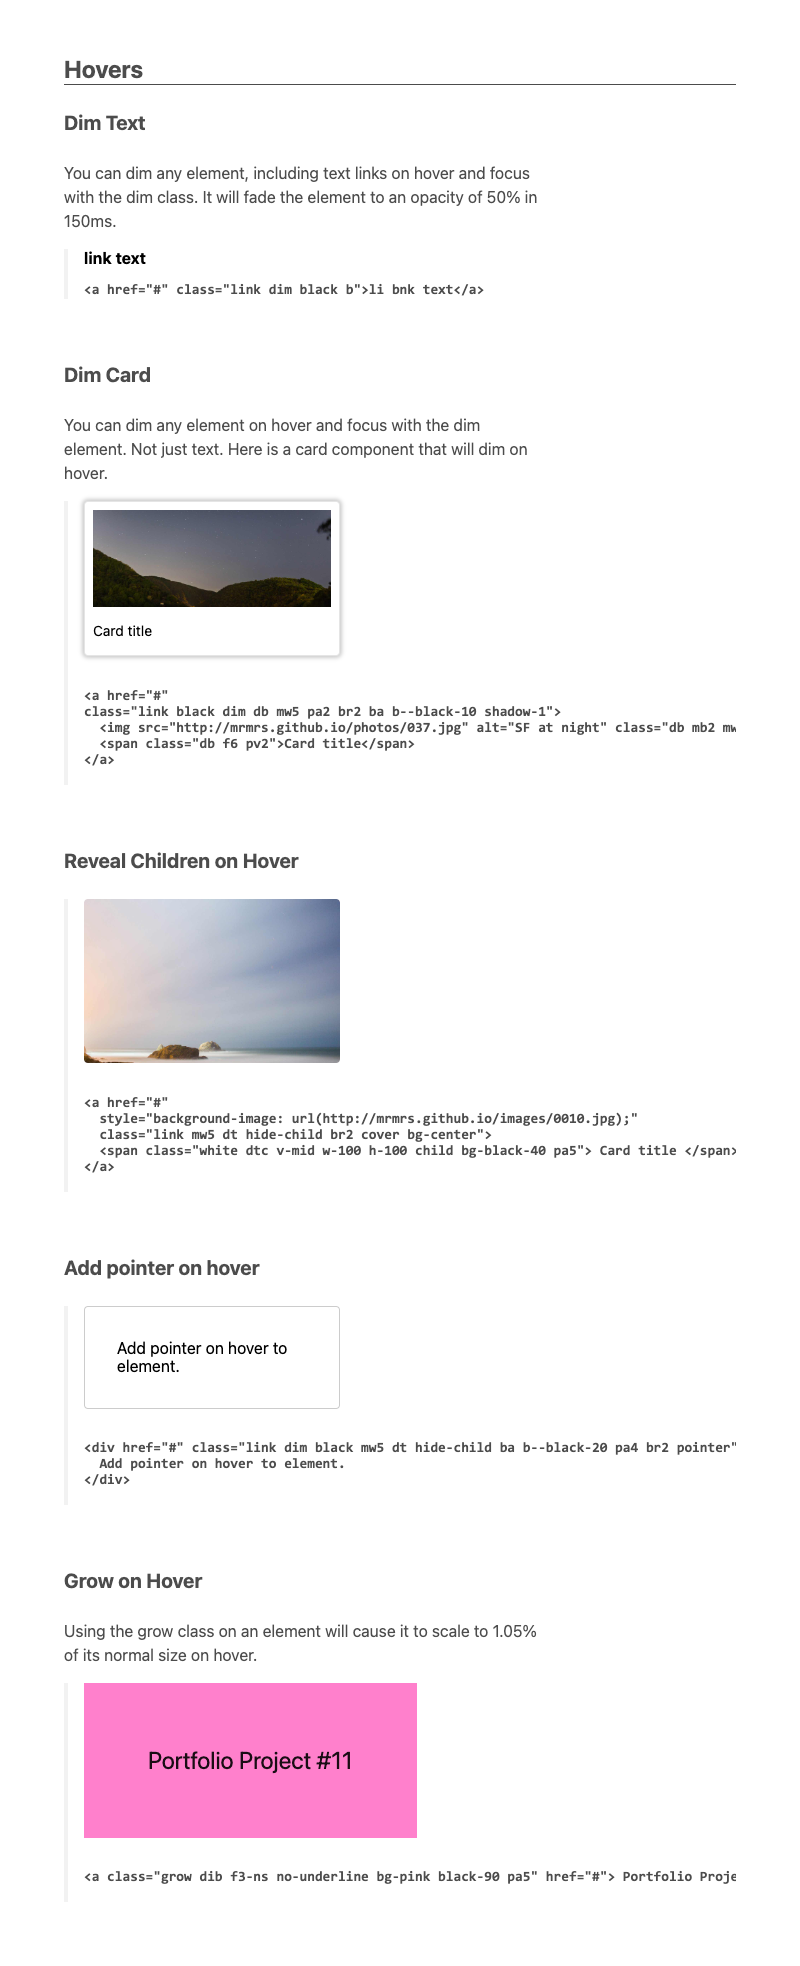 Hovers
Dim Text
You can dim any element, including text links on hover and focus
with the dim class. It will fade the element to an opacity of 50% in
150ms.
link text
<a href="#" class="link dim black b">li bnk text</a>
Dim Card
You can dim any element on hover and focus with the dim
element. Not just text. Here is a card component that will dim on
hover.
Card title
<a href="#"
class="link black dim db mw5 pa2 br2 ba b--black-10 shadow-1">
  <img src="http://mrmrs.github.io/photos/037.jpg" alt="SF at night" class="db mb2 mw
  <span class="db f6 pv2">Card title</span>
</a>
Reveal Children on Hover
<a href="#"
  style="background-image: url(http://mrmrs.github.io/images/0010.jpg);"
  class="link mw5 dt hide-child br2 cover bg-center">
  <span class="white dtc v-mid w-100 h-100 child bg-black-40 pa5"> Card title </span>
</a>
Add pointer on hover
Add pointer on hover to
element.
<div href="#" class="link dim black mw5 dt hide-child ba b--black-20 pa4 br2 pointer"
  Add pointer on hover to element.
</div>
Grow on Hover
Using the grow class on an element will cause it to scale to 1.05%
of its normal size on hover.
Portfolio Project #11
<a class="grow dib f3-ns no-underline bg-pink black-90 pa5" href="#"> Portfolio Proje